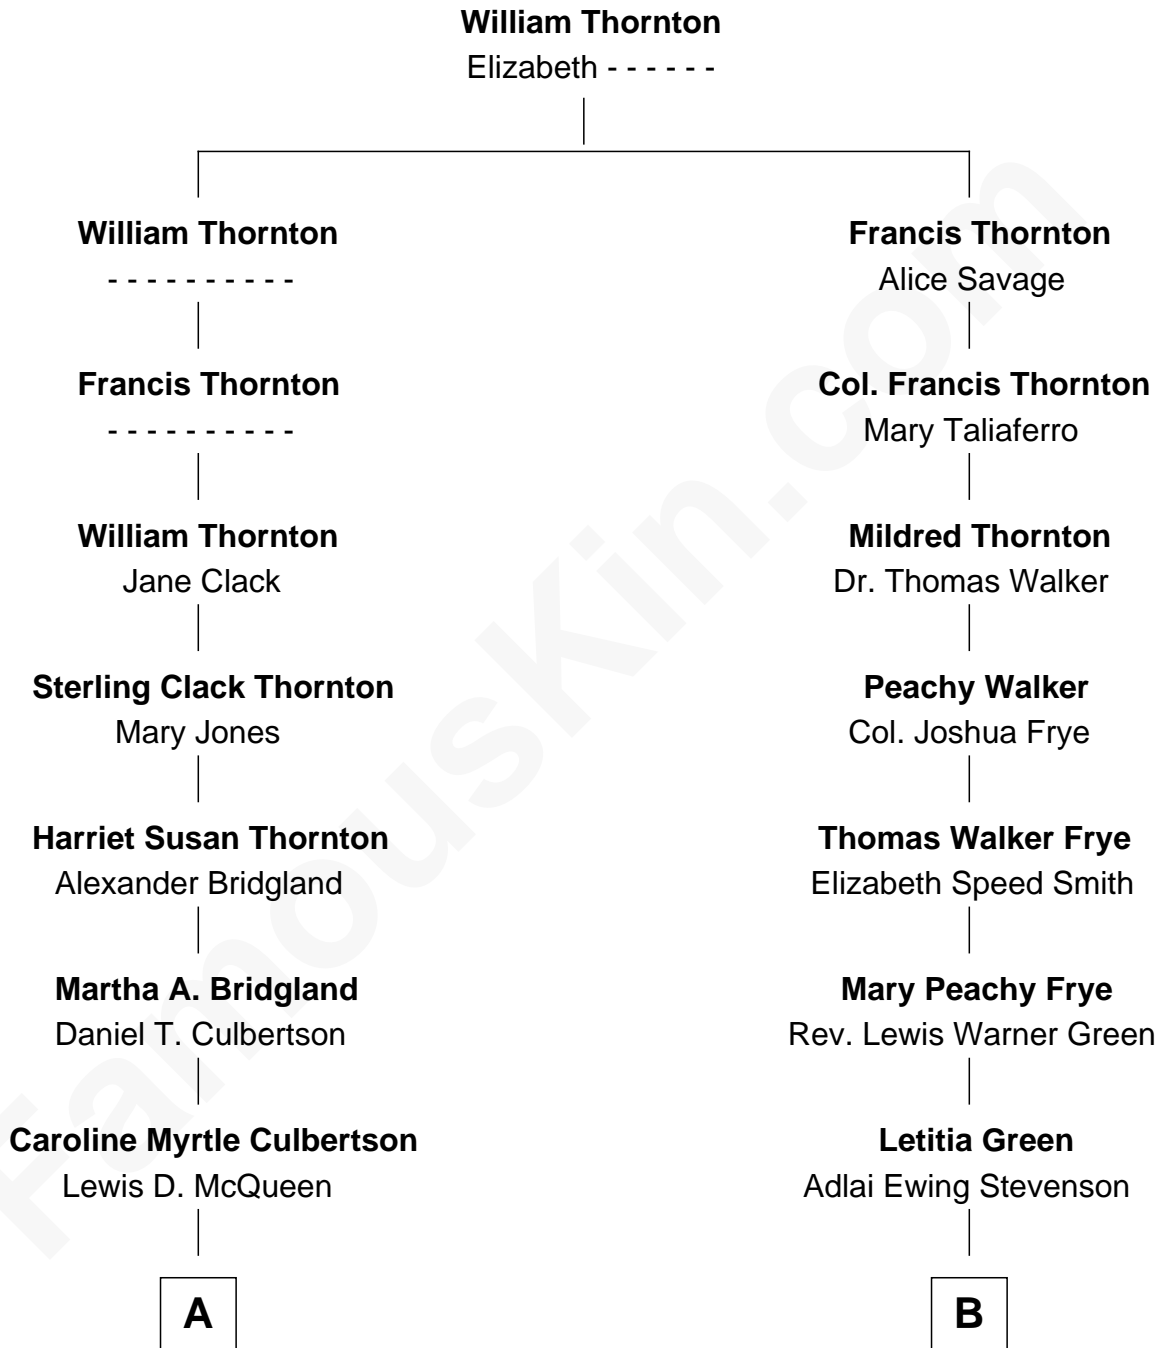 William Thornton
Elizabeth - - - - - -
William Thornton
- - - - - - - - - -
Francis Thornton
- - - - - - - - - -
William Thornton
Jane Clack
Sterling Clack Thornton
Mary Jones
Harriet Susan Thornton
Alexander Bridgland
Martha A. Bridgland
Daniel T. Culbertson
Caroline Myrtle Culbertson
Lewis D. McQueen
A
Francis Thornton
Alice Savage
Col. Francis Thornton
Mary Taliaferro
Mildred Thornton
Dr. Thomas Walker
Peachy Walker
Col. Joshua Frye
Thomas Walker Frye
Elizabeth Speed Smith
Mary Peachy Frye
Rev. Lewis Warner Green
Letitia Green
Adlai Ewing Stevenson
B
FamousKin.com